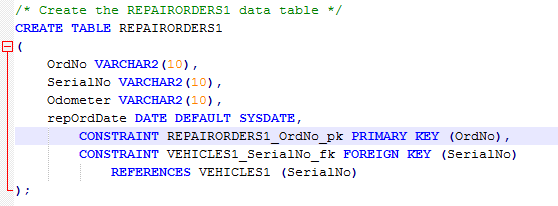 /* Create the REPAIRORDERS1 data table */
CREATE TABLE REPAIRORDERS1
(
OrdNo VARCHAR2(10),
SerialNo VARCHAR2(10),
Odometer VARCHAR2(10),
repOrdDate DATE DEFAULT SYSDATE,
CONSTRAINT REPAIRORDERS1_OrdNo_pk PRIMARY KEY (OrdNo),
CONSTRAINT VEHICLES1_SerialNo_fk FOREIGN KEY (SerialNo)
REFERENCES VEHICLES1 (SerialNo)
);